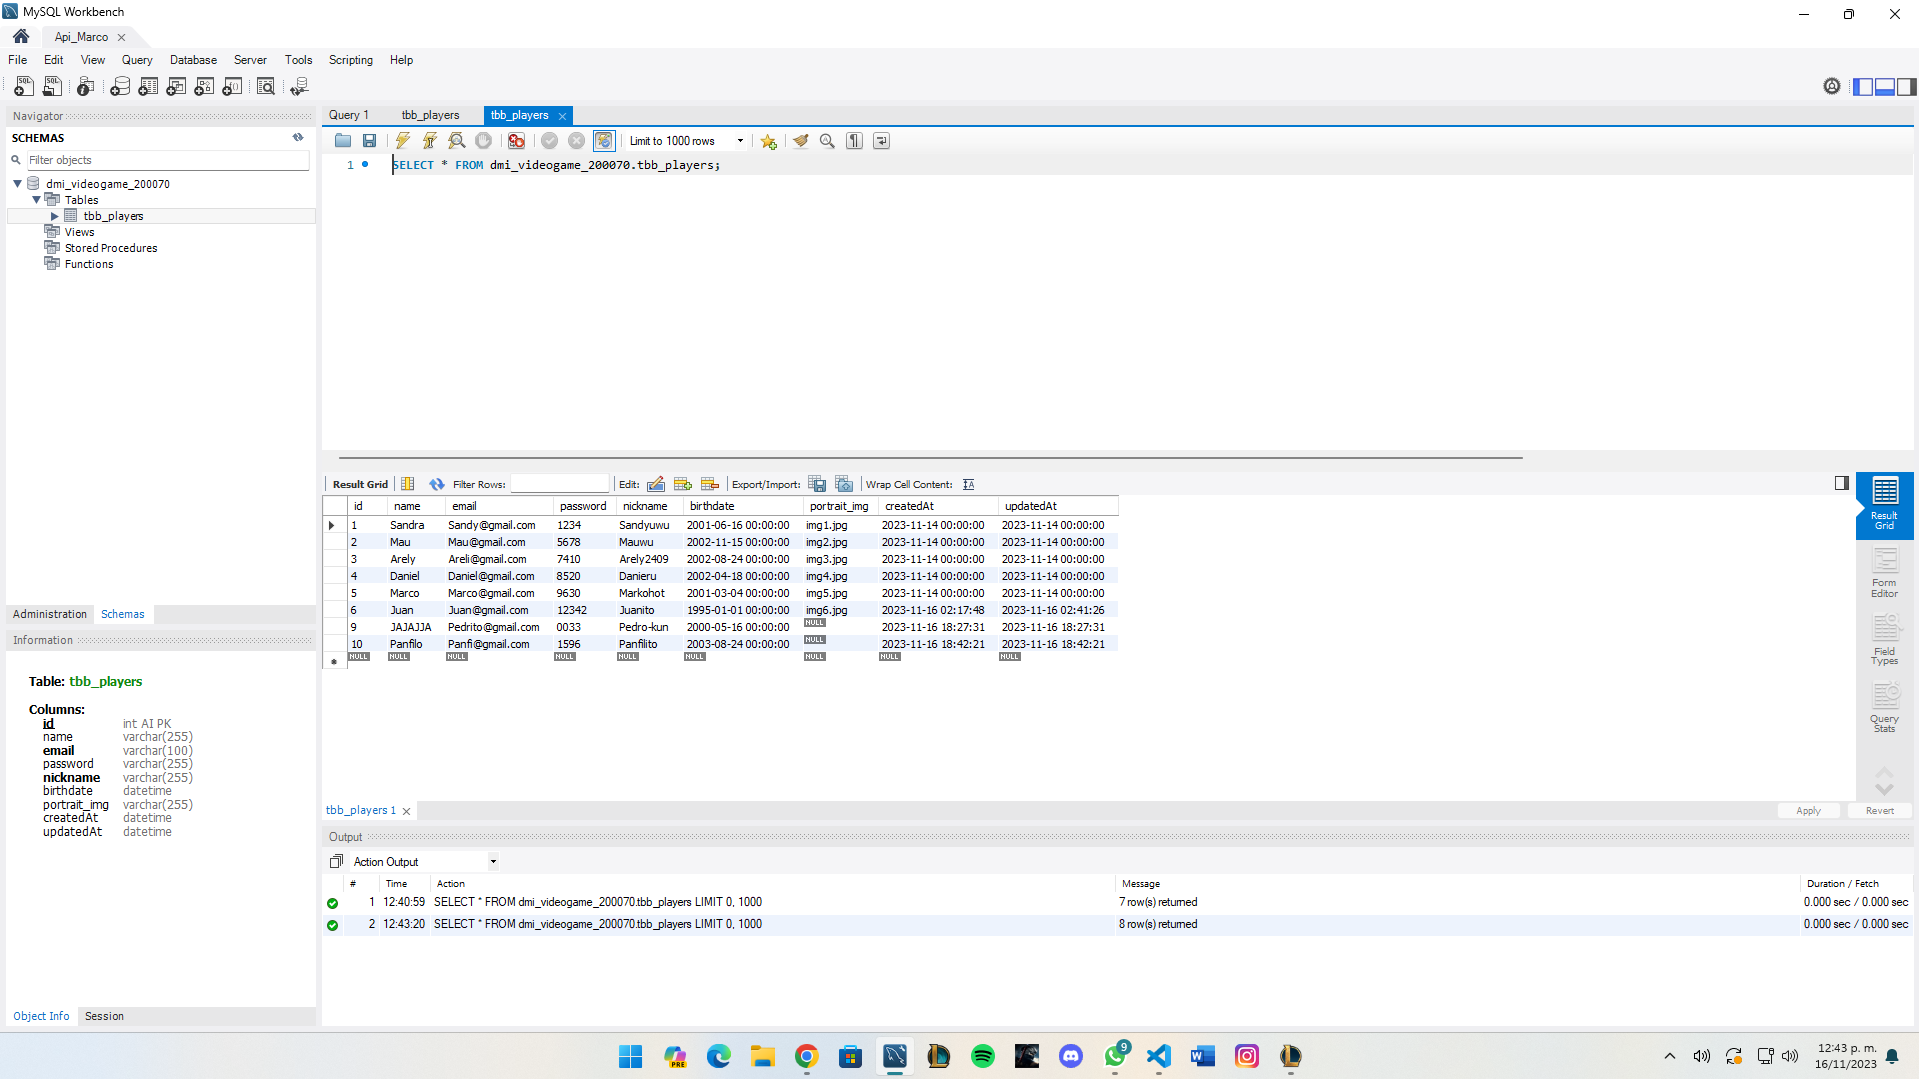 MySQL Workbench
Api_Marco
File Edit View Query Database Server Tools Scripting Help
Navigator
SCHEMAS
Filter objects
dmi_videogame_200070
Tables
tbb_players
Views
Stored Procedures
Functions
Administration Schemas
Information
Table: tbb_players
Columns:
id int AI PK
name varchar(255)
email varchar(100)
password varchar(255)
nickname varchar(255)
birthdate datetime
portrait_img varchar(255)
createdAt datetime
updatedAt datetime
Object Info Session
Query 1 tbb_players tbb_players
Limit to 1000 rows
1 SELECT * FROM dmi_videogame_200070.tbb_players;
Result Grid Filter Rows: Edit: Export/Import: Wrap Cell Content:
id name email password nickname birthdate portrait_img createdAt updatedAt
1 Sandra Sandy@gmail.com 1234 Sandyuwu 2001-06-16 00:00:00 img1.jpg 2023-11-14 00:00:00 2023-11-14 00:00:00
2 Mau Mau@gmail.com 5678 Mauwu 2002-11-15 00:00:00 img2.jpg 2023-11-14 00:00:00 2023-11-14 00:00:00
3 Arely Areli@gmail.com 7410 Arely2409 2002-08-24 00:00:00 img3.jpg 2023-11-14 00:00:00 2023-11-14 00:00:00
4 Daniel Daniel@gmail.com 8520 Danieru 2002-04-18 00:00:00 img4.jpg 2023-11-14 00:00:00 2023-11-14 00:00:00
5 Marco Marco@gmail.com 9630 Markohot 2001-03-04 00:00:00 img5.jpg 2023-11-14 00:00:00 2023-11-14 00:00:00
6 Juan Juan@gmail.com 12342 Juanito 1995-01-01 00:00:00 img6.jpg 2023-11-16 02:17:48 2023-11-16 02:41:26
9 JAJAJJA Pedrito@gmail.com 0033 Pedro-kun 2000-05-16 00:00:00 NULL 2023-11-16 18:27:31 2023-11-16 18:27:31
10 Panfilo Panfi@gmail.com 1596 Panfilito 2003-08-24 00:00:00 NULL 2023-11-16 18:42:21 2023-11-16 18:42:21
NULL NULL NULL NULL NULL NULL NULL NULL NULL
Result
Grid
Form
Editor
Field
Types
Query
Stats
tbb_players 1
Apply Revert
Output
Action Output
# Time Action Message Duration / Fetch
1 12:40:59 SELECT * FROM dmi_videogame_200070.tbb_players LIMIT 0, 1000 7 row(s) returned 0.000 sec / 0.000 sec
2 12:43:20 SELECT * FROM dmi_videogame_200070.tbb_players LIMIT 0, 1000 8 row(s) returned 0.000 sec / 0.000 sec
PRE
9
12:43 p. m.
16/11/2023